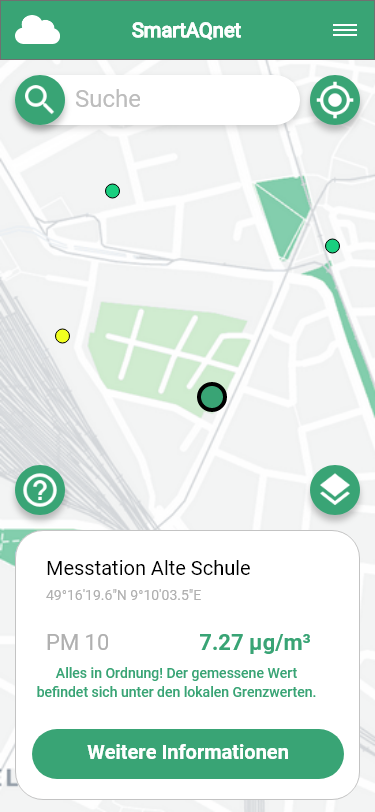 SmartAQnet
Suche
Messtation Alte Schule
49°16'19.6"N 9°10'03.5"E
PM 10
7.27 µg/m³
Alles in Ordnung! Der gemessene Wert
befindet sich unter den lokalen Grenzwerten.
Weitere Informationen